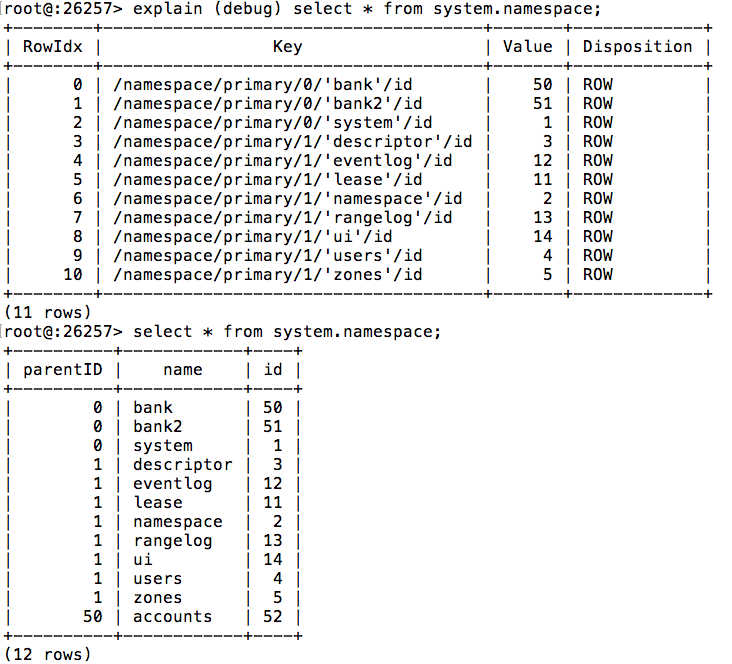 [root@:26257> explain (debug) select * from system.namespace;
+--------+---------------------------------------+-------+-------------+
| RowIdx |                  Key                  | Value | Disposition |
+--------+---------------------------------------+-------+-------------+
|      0 | /namespace/primary/0/'bank'/id        |    50 | ROW         |
|      1 | /namespace/primary/0/'bank2'/id       |    51 | ROW         |
|      2 | /namespace/primary/0/'system'/id      |     1 | ROW         |
|      3 | /namespace/primary/1/'descriptor'/id  |     3 | ROW         |
|      4 | /namespace/primary/1/'eventlog'/id    |    12 | ROW         |
|      5 | /namespace/primary/1/'lease'/id       |    11 | ROW         |
|      6 | /namespace/primary/1/'namespace'/id   |     2 | ROW         |
|      7 | /namespace/primary/1/'rangelog'/id    |    13 | ROW         |
|      8 | /namespace/primary/1/'ui'/id          |    14 | ROW         |
|      9 | /namespace/primary/1/'users'/id       |     4 | ROW         |
|     10 | /namespace/primary/1/'zones'/id       |     5 | ROW         |
+--------+---------------------------------------+-------+-------------+
(11 rows)
[root@:26257> select * from system.namespace;
+----------+------------+----+
| parentID |    name    | id |
+----------+------------+----+
|        0 | bank       | 50 |
|        0 | bank2      | 51 |
|        0 | system     |  1 |
|        1 | descriptor |  3 |
|        1 | eventlog   | 12 |
|        1 | lease      | 11 |
|        1 | namespace  |  2 |
|        1 | rangelog   | 13 |
|        1 | ui         | 14 |
|        1 | users      |  4 |
|        1 | zones      |  5 |
|       50 | accounts   | 52 |
+----------+------------+----+
(12 rows)